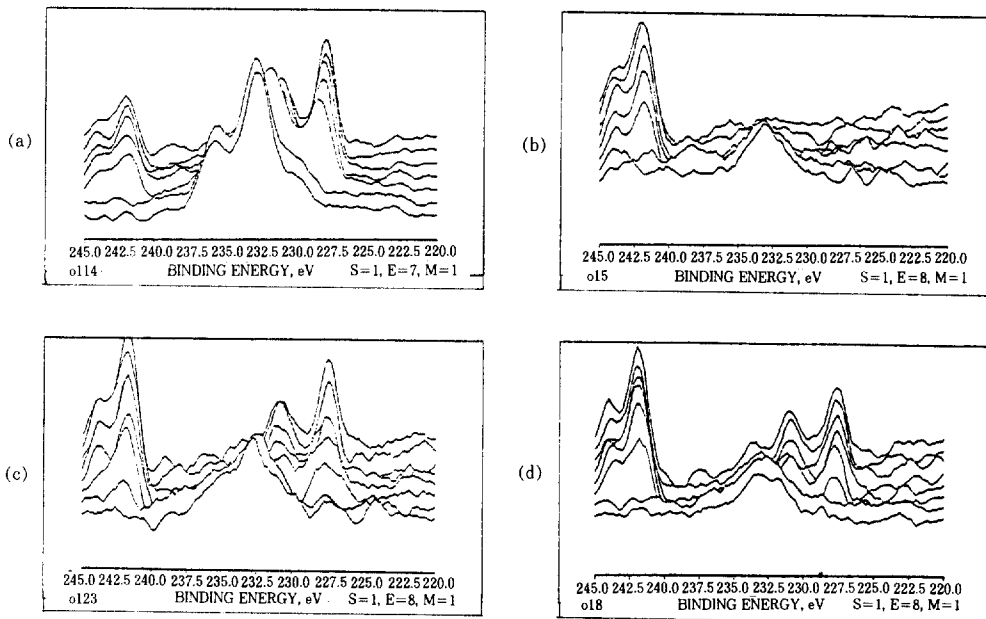 (a)
245.0 242.5 240.0 237.5 235.0 232.5 230.0 227.5 225.0 222.5 220.0
o114 BINDING ENERGY, eV S=1, E=7, M=1
(b)
245.0 242.5 240.0 237.5 235.0 232.5 230.0 227.5 225.0 222.5 220.0
o15 BINDING ENERGY, eV S=1, E=8, M=1
(c)
245.0 242.5 240.0 237.5 235.0 232.5 230.0 227.5 225.0 222.5 220.0
o123 BINDING ENERGY, eV S=1, E=8, M=1
(d)
245.0 242.5 240.0 237.5 235.0 232.5 230.0 227.5 225.0 222.5 220.0
o18 BINDING ENERGY, eV S=1, E=8, M=1